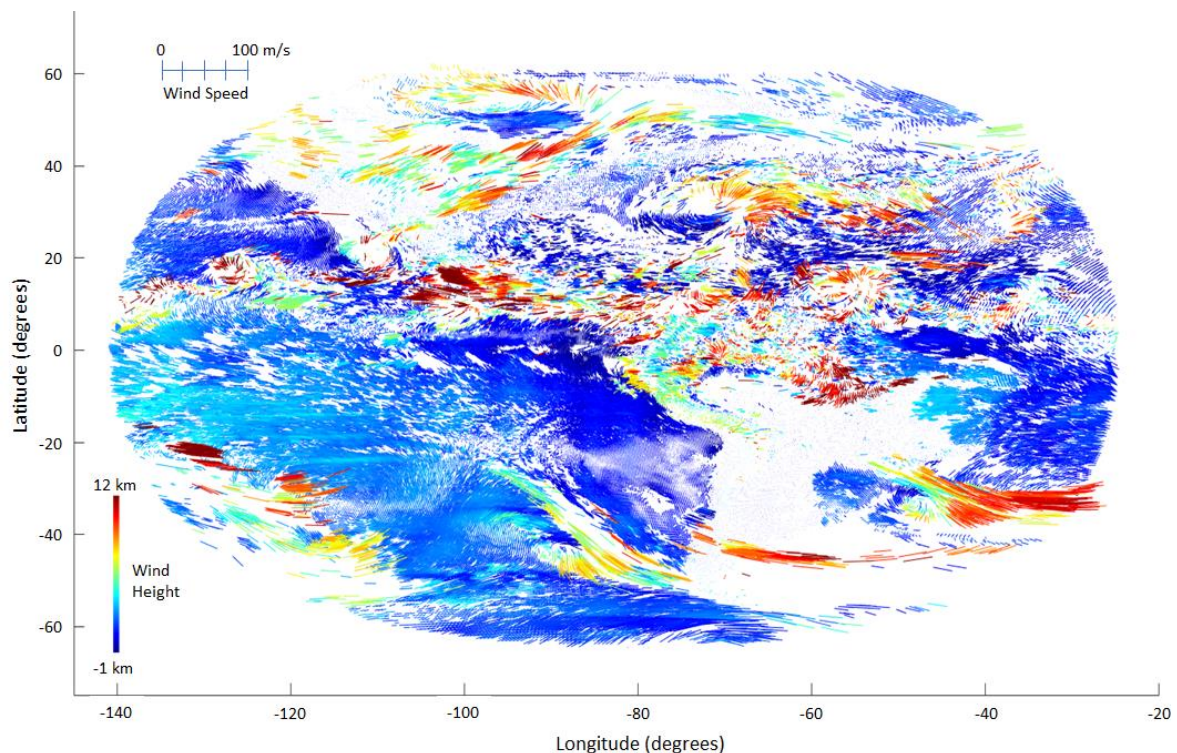 0 100 m/s
Wind Speed
60
40
20
0
-20
-40
-60
Latitude (degrees)
12 km
Wind
Height
-1 km
-140 -120 -100 -80 -60 -40 -20
Longitude (degrees)